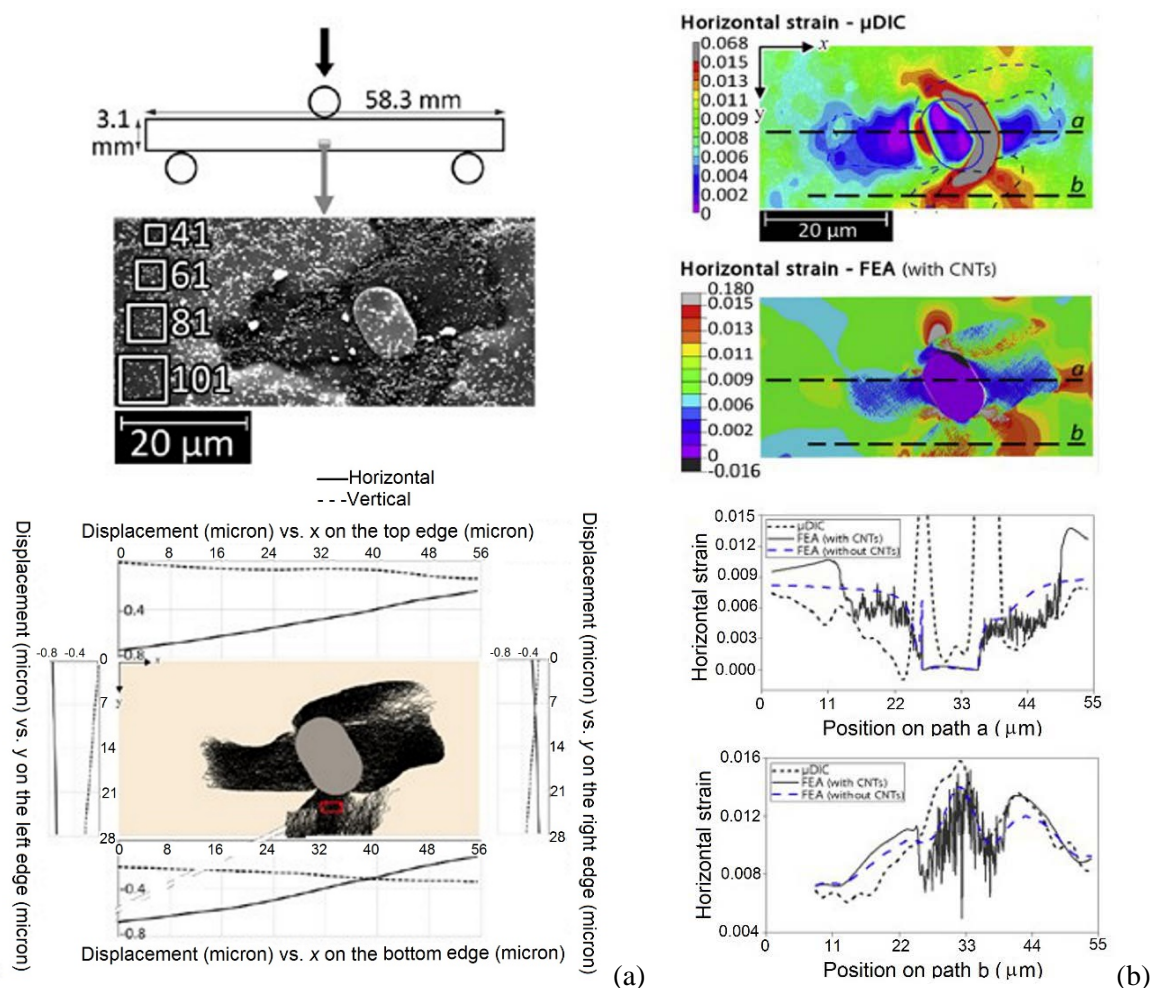 58.3 mm
3.1
mm
41
61
81
101
20 μm
Horizontal
Vertical
Displacement (micron) vs. x on the top edge (micron)
0 8 16 24 32 40 48 56
-0.4
-0.8
Displacement (micron) vs. y on the left edge (micron)
-0.8 -0.4
0
7
14
21
28
x
y
-0.8 -0.4
0
7
14
21
28
Displacement (micron) vs. y on the right edge (micron)
0 8 16 24 32 40 48 56
-0.4
-0.8
Displacement (micron) vs. x on the bottom edge (micron)
(a)
Horizontal strain - μDIC
0.068
0.015
0.013
0.011
0.009
0.008
0.006
0.004
0.002
0
x
y
a
b
20 μm
Horizontal strain - FEA (with CNTs)
0.180
0.015
0.013
0.011
0.009
0.006
0.004
0.002
0
-0.016
a
b
μDIC
FEA (with CNTs)
FEA (without CNTs)
Horizontal strain
0.015
0.012
0.009
0.006
0.003
0.000
0 11 22 33 44 55
Position on path a ( μm)
μDIC
FEA (with CNTs)
FEA (without CNTs)
Horizontal strain
0.016
0.012
0.008
0.004
0 11 22 33 44 55
Position on path b ( μm)
(b)